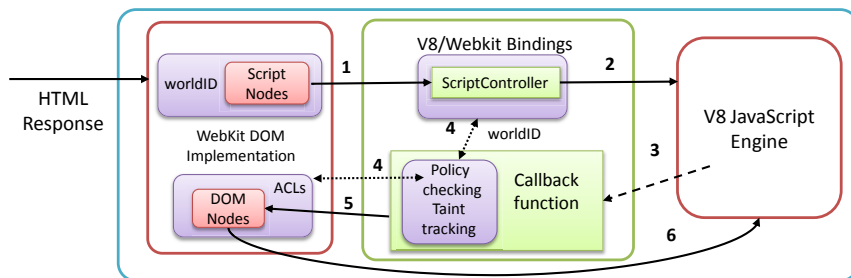 V8/Webkit Bindings
HTML
Response
worldID
Script
Nodes
1
ScriptController
2
V8 JavaScript
Engine
WebKit DOM
Implementation
4
worldID
3
ACLs
DOM
Nodes
4
5
Policy
checking
Taint
tracking
Callback
function
6